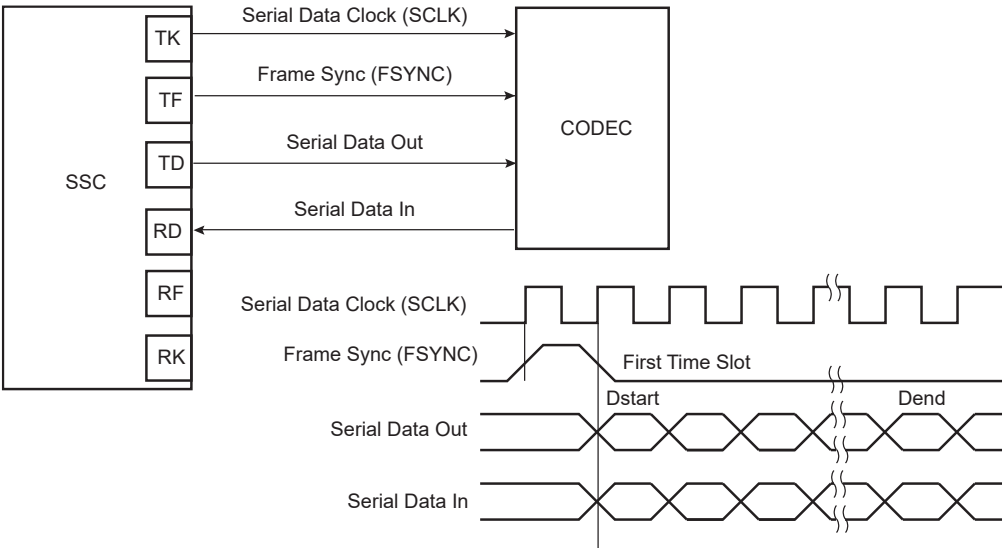 Serial Data Clock (SCLK)
TK
Frame Sync (FSYNC)
TF
CODEC
Serial Data Out
TD
SSC
Serial Data In
RD
RF
Serial Data Clock (SCLK)
RK
Frame Sync (FSYNC)
First Time Slot
Dstart
Dend
Serial Data Out
Serial Data In